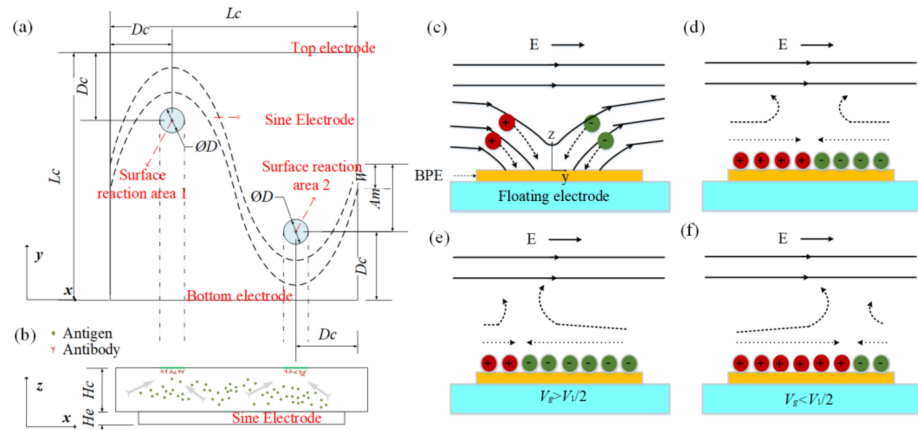 (a)
Lc
Dc
Top electrode
Dc
Sine Electrode
ØD
Lc
Surface
reaction area 1
Surface reaction
area 2
ØD
W
Am
Dc
y
x
Bottom electrode
Dc
(b)
Antigen
Antibody
z
x
Hc
He
Sine Electrode
(c)
E
+
-
+
-
z
y
BPE
Floating electrode
(d)
E
+ + + + - - - -
(e)
E
+ + - - - - - -
Vg>V1/2
(f)
E
+ + + + + + - -
Vg<V1/2